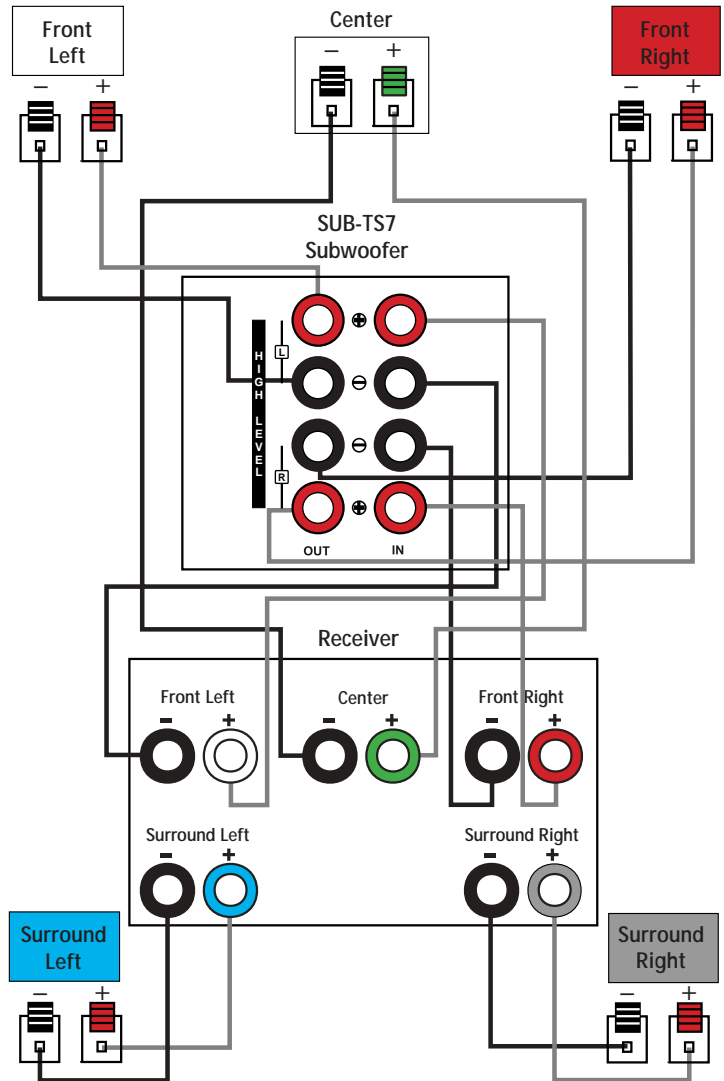 Front
Left
Center
Front
Right
− +
− +
− +
SUB-TS7
Subwoofer
HIGH LEVEL
L
R
+
−
−
+
OUT IN
Receiver
Front Left
Center
Front Right
- +
- +
- +
Surround Left
Surround Right
- +
- +
Surround
Left
Surround
Right
− +
− +